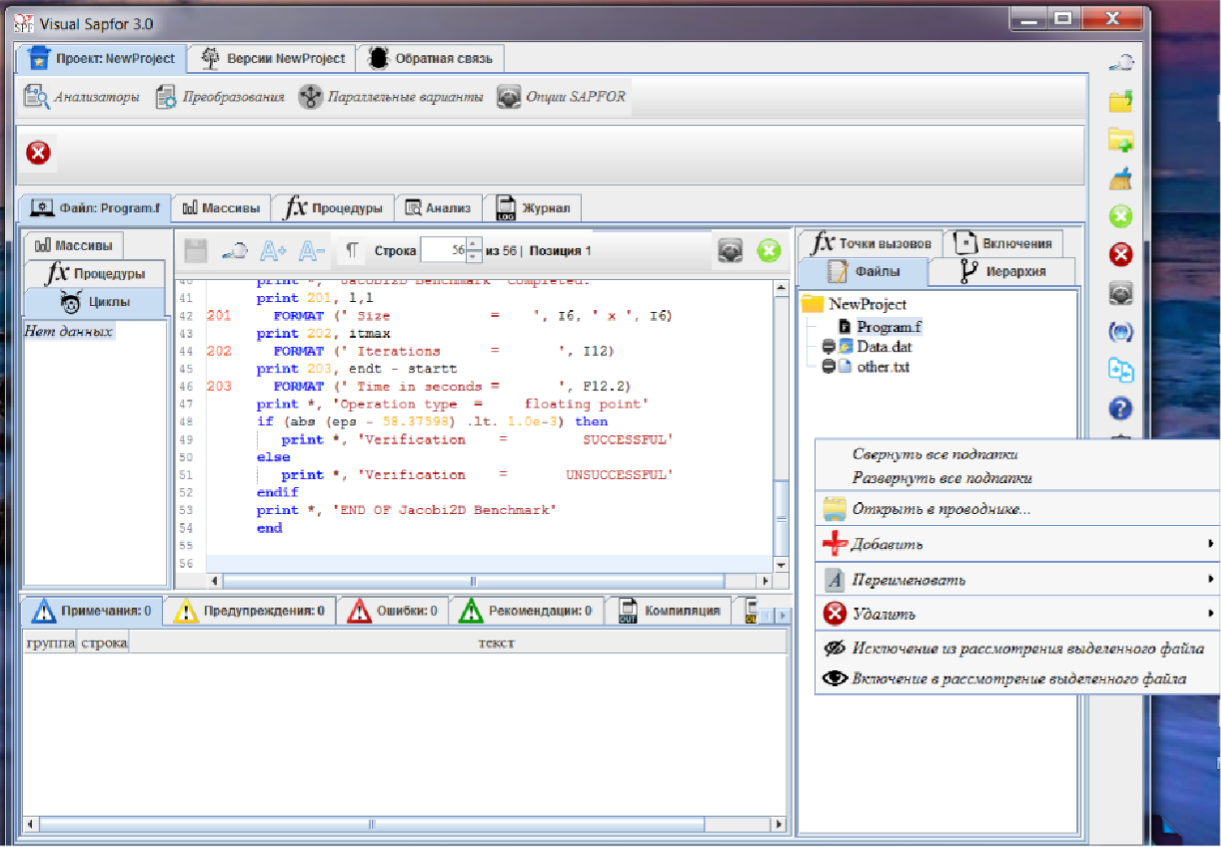 Visual Sapfor 3.0
Проект: NewProject
Версии NewProject
Обратная связь
Анализаторы
Преобразования
Параллельные варианты
Опции SAPFOR
Файл: Program.f
Массивы
Процедуры
Анализ
Журнал
Массивы
Процедуры
Циклы
Нет данных
Строка 56 из 56 | Позиция 1
40 print *, 'Jacobi2D Benchmark Completed.'
41 print 201, l,l
42 201 FORMAT (' Size = ', I6, ' x ', I6)
43 print 202, itmax
44 202 FORMAT (' Iterations = ', I12)
45 print 203, endt - startt
46 203 FORMAT (' Time in seconds = ', F12.2)
47 print *, 'Operation type = floating point'
48 if (abs (eps - 58.37598) .lt. 1.0e-3) then
49 print *, 'Verification = SUCCESSFUL'
50 else
51 print *, 'Verification = UNSUCCESSFUL'
52 endif
53 print *, 'END OF Jacobi2D Benchmark'
54 end
55
56
Точки вызовов
Включения
Файлы
Иерархия
NewProject
Program.f
Data.dat
other.txt
Свернуть все подпапки
Развернуть все подпапки
Открыть в проводнике...
Добавить
Переименовать
Удалить
Исключение из рассмотрения выделенного файла
Включение в рассмотрение выделенного файла
Примечания: 0
Предупреждения: 0
Ошибки: 0
Рекомендации: 0
Компиляция
группа строка текст